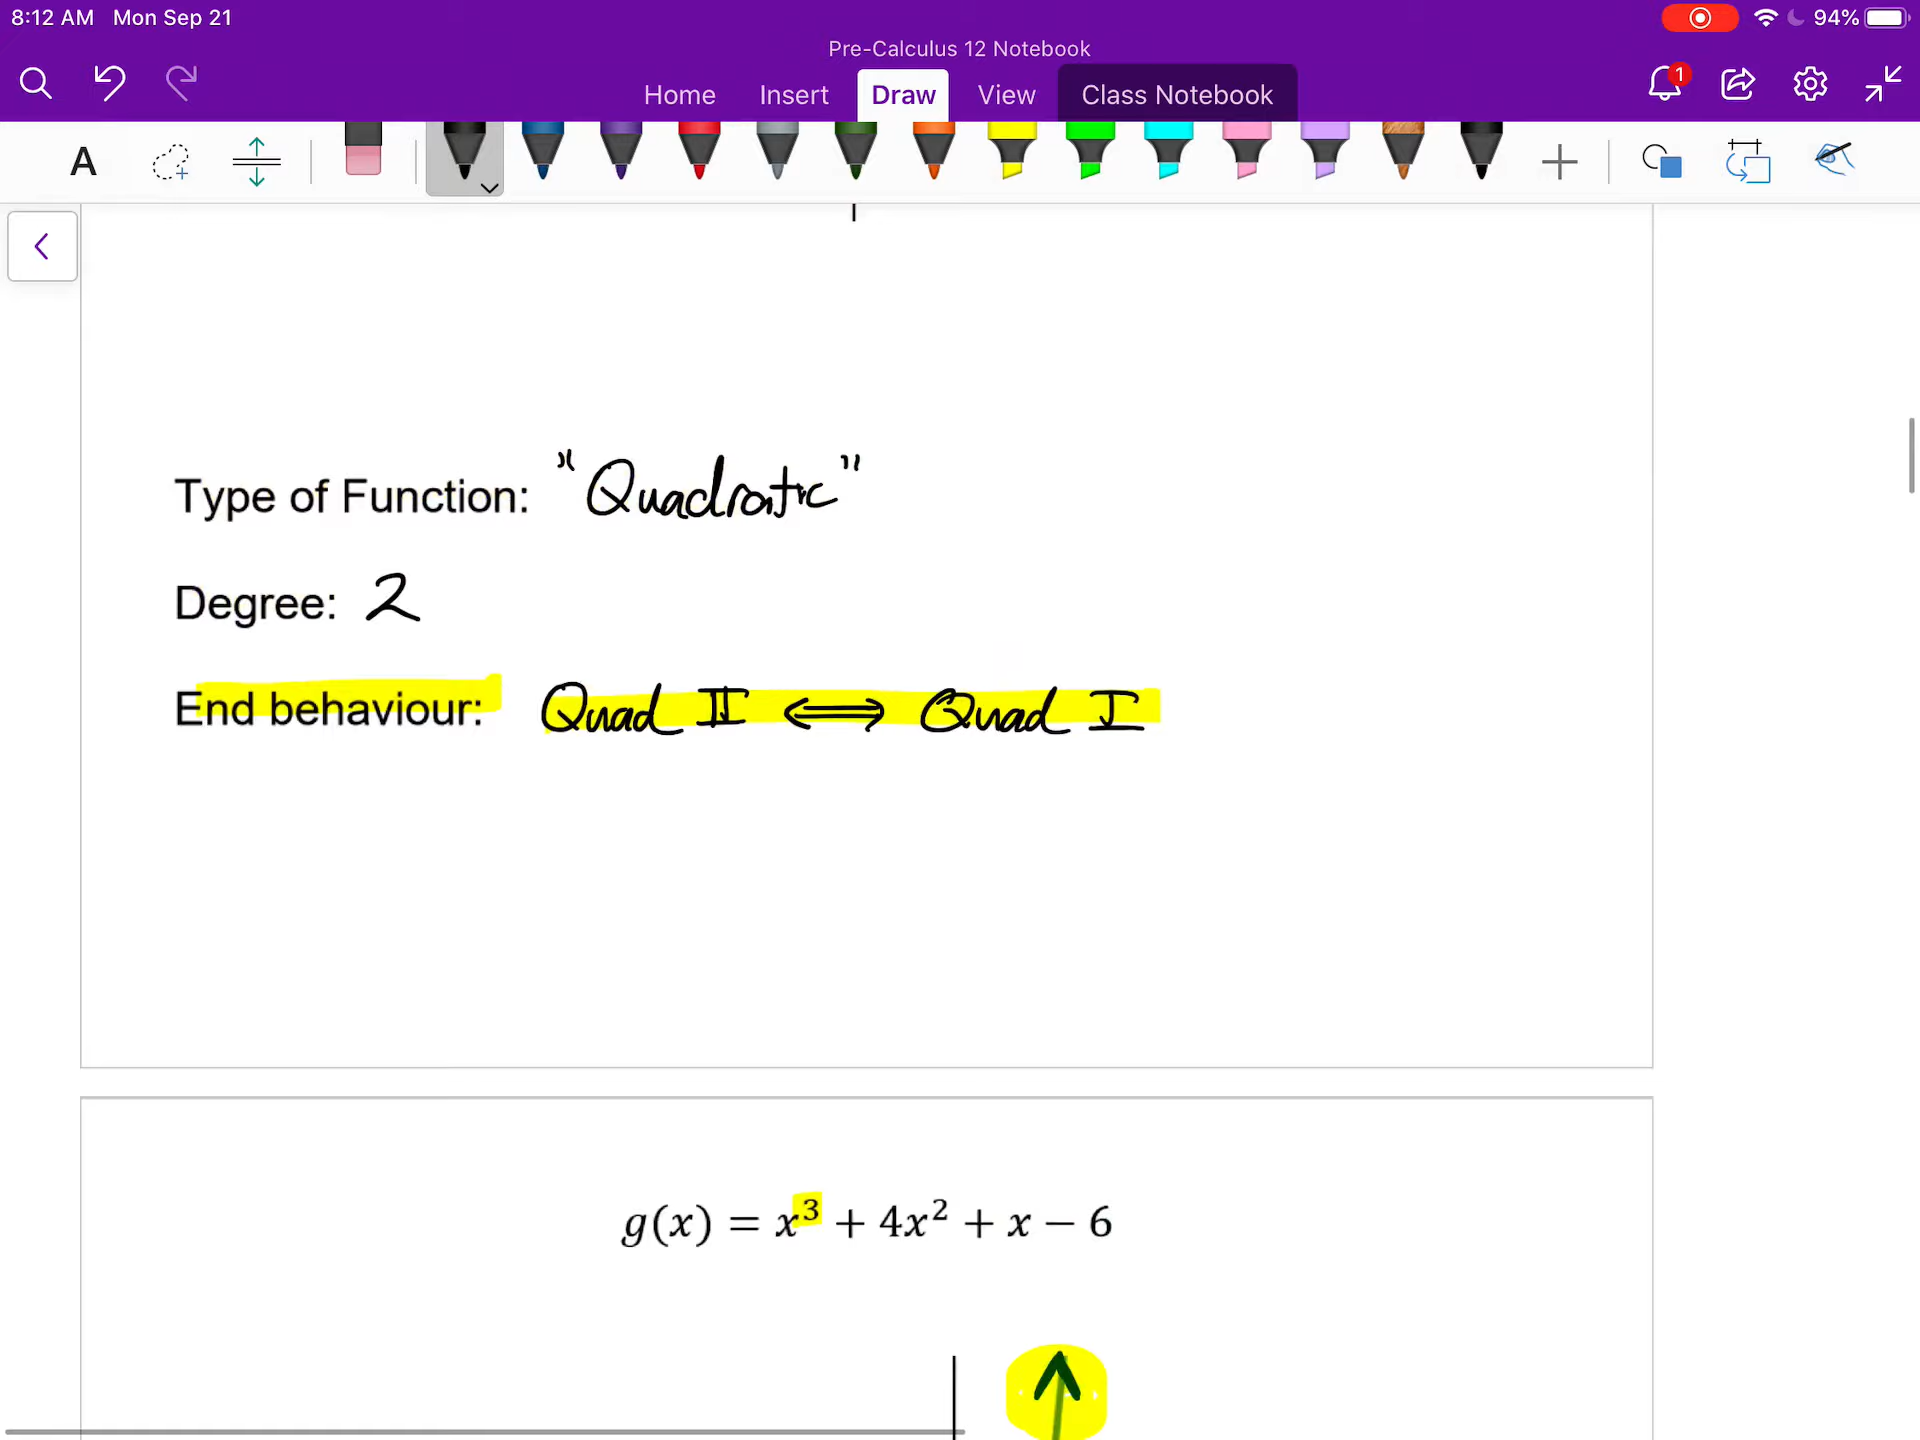 8:12 AM Mon Sep 21
94%
Pre-Calculus 12 Notebook
Home Insert Draw View Class Notebook
1
A
Type of Function: "Quadratic"
Degree: 2
End behaviour: Quad II ⟺ Quad I
g(x) = x³ + 4x² + x − 6